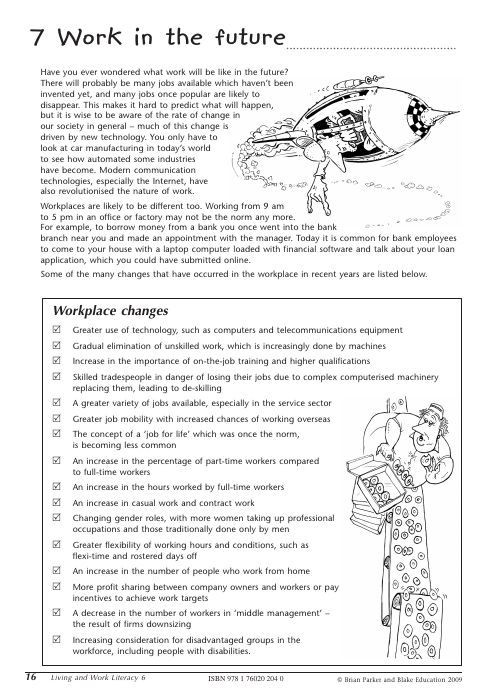 7 Work in the future
Have you ever wondered what work will be like in the future?
There will probably be many jobs available which haven't been
invented yet, and many jobs once popular are likely to
disappear. This makes it hard to predict what will happen,
but it is wise to be aware of the rate of change in
our society in general – much of this change is
driven by new technology. You only have to
look at car manufacturing in today's world
to see how automated some industries
have become. Modern communication
technologies, especially the Internet, have
also revolutionised the nature of work.
Workplaces are likely to be different too. Working from 9 am
to 5 pm in an office or factory may not be the norm any more.
For example, to borrow money from a bank you once went into the bank
branch near you and made an appointment with the manager. Today it is common for bank employees
to come to your house with a laptop computer loaded with financial software and talk about your loan
application, which you could have submitted online.
Some of the many changes that have occurred in the workplace in recent years are listed below.
Workplace changes
☑ Greater use of technology, such as computers and telecommunications equipment
☑ Gradual elimination of unskilled work, which is increasingly done by machines
☑ Increase in the importance of on-the-job training and higher qualifications
☑ Skilled tradespeople in danger of losing their jobs due to complex computerised machinery
replacing them, leading to de-skilling
☑ A greater variety of jobs available, especially in the service sector
☑ Greater job mobility with increased chances of working overseas
☑ The concept of a 'job for life' which was once the norm,
is becoming less common
☑ An increase in the percentage of part-time workers compared
to full-time workers
☑ An increase in the hours worked by full-time workers
☑ An increase in casual work and contract work
☑ Changing gender roles, with more women taking up professional
occupations and those traditionally done only by men
☑ Greater flexibility of working hours and conditions, such as
flexi-time and rostered days off
☑ An increase in the number of people who work from home
☑ More profit sharing between company owners and workers or pay
incentives to achieve work targets
☑ A decrease in the number of workers in 'middle management' –
the result of firms downsizing
☑ Increasing consideration for disadvantaged groups in the
workforce, including people with disabilities.
16 Living and Work Literacy 6 ISBN 978 1 76020 204 0 © Brian Parker and Blake Education 2009